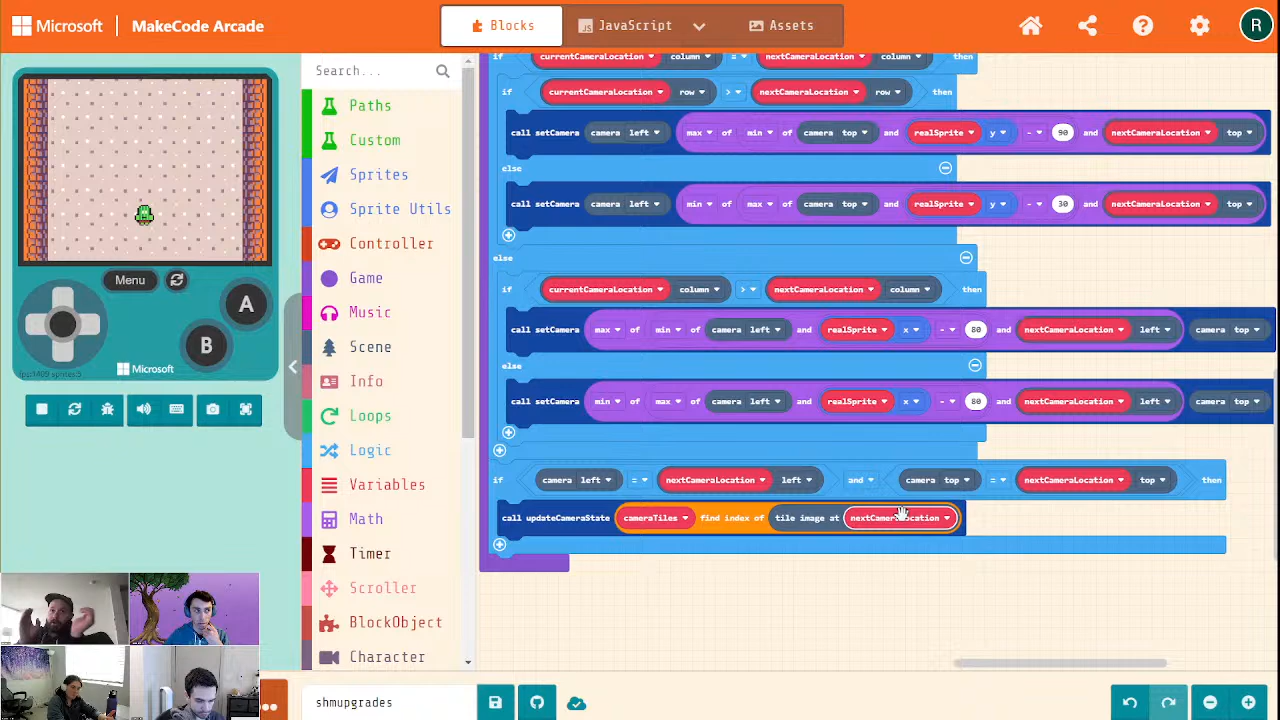 Microsoft MakeCode Arcade Blocks JavaScript Assets R
Menu
A
B
Microsoft
Search...
Paths
Custom
Sprites
Sprite Utils
Controller
Game
Music
Scene
Info
Loops
Logic
Variables
Math
Timer
Scroller
BlockObject
Character
if currentCameraLocation column = nextCameraLocation column then
if currentCameraLocation row > nextCameraLocation row then
call setCamera camera left max of min of camera top and realSprite y - 90 and nextCameraLocation top
else
call setCamera camera left min of max of camera top and realSprite y - 30 and nextCameraLocation top
else
if currentCameraLocation column > nextCameraLocation column then
call setCamera max of min of camera left and realSprite x - 80 and nextCameraLocation left camera top
else
call setCamera min of max of camera left and realSprite x - 80 and nextCameraLocation left camera top
if camera left = nextCameraLocation left and camera top = nextCameraLocation top then
call updateCameraState cameraTiles find index of tile image at nextCameraLocation
shmupgrades